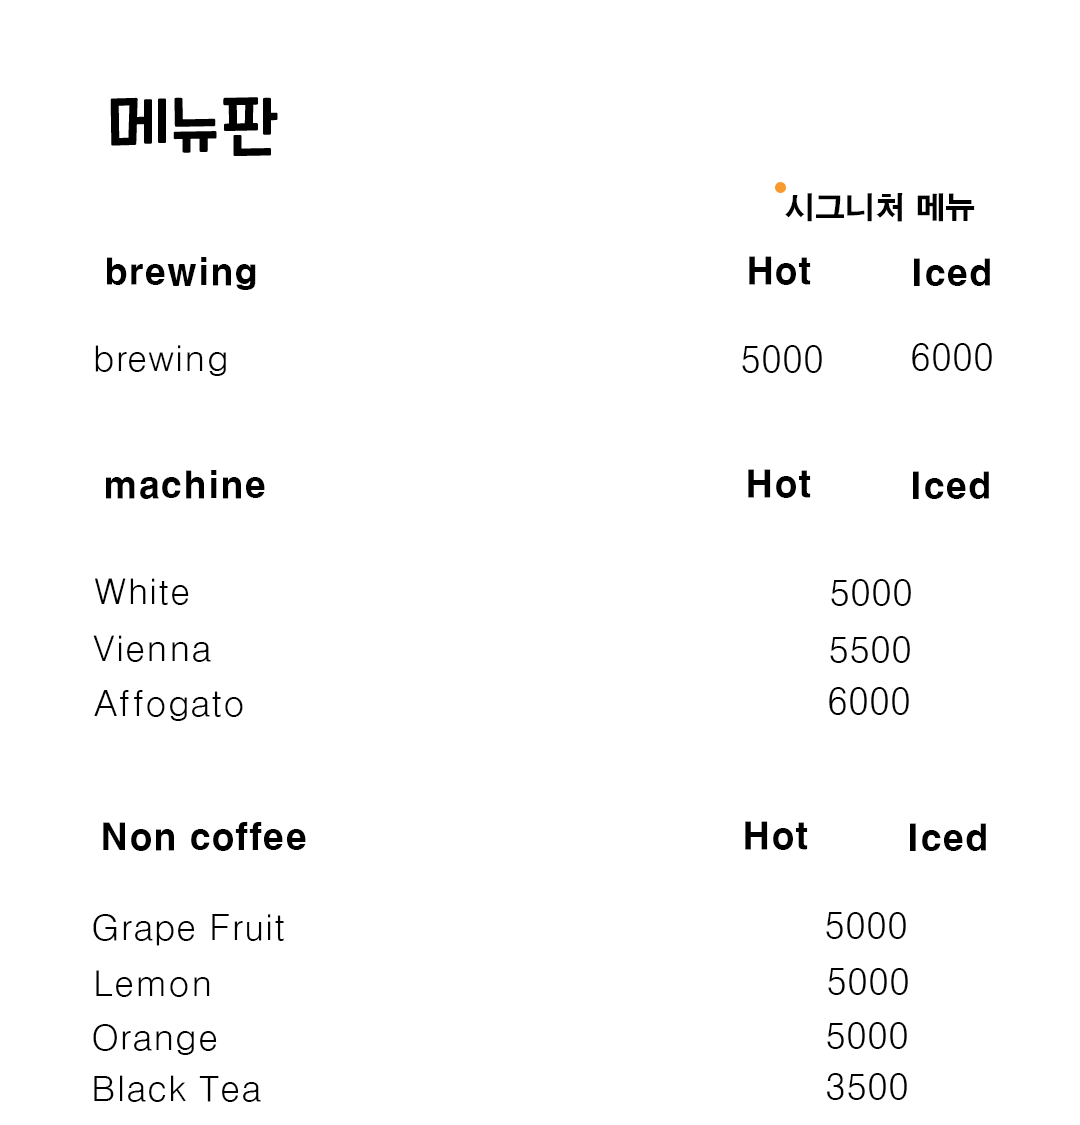 메뉴판
시그니처 메뉴
brewing Hot Iced
brewing 5000 6000
machine Hot Iced
White 5000
Vienna 5500
Affogato 6000
Non coffee Hot Iced
Grape Fruit 5000
Lemon 5000
Orange 5000
Black Tea 3500